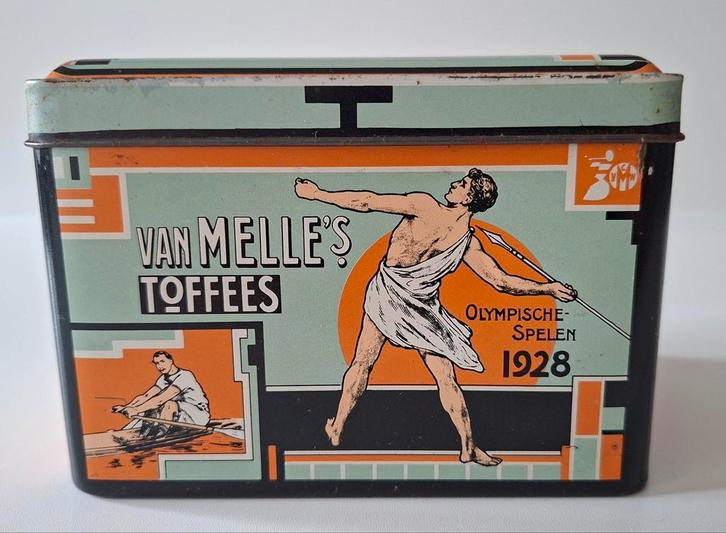 VAN MELLE'S
TOFFEES
OLYMPISCHE-
SPELEN
1928